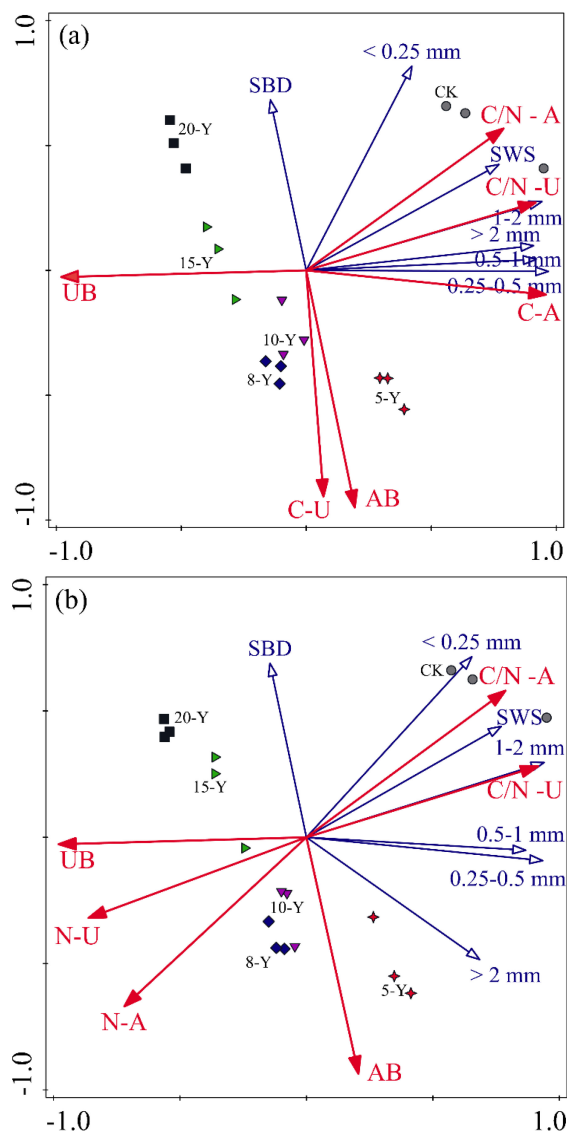 1.0
(a)
< 0.25 mm
SBD
CK
20-Y
C/N - A
SWS
C/N -U
1-2 mm
> 2 mm
15-Y
0.5-1 mm
UB
0.25-0.5 mm
C-A
10-Y
8-Y
5-Y
C-U
AB
-1.0
-1.0
1.0
(b)
1.0
SBD
< 0.25 mm
CK
C/N -A
20-Y
SWS
1-2 mm
15-Y
C/N -U
0.5-1 mm
UB
0.25-0.5 mm
10-Y
N-U
8-Y
> 2 mm
5-Y
N-A
AB
-1.0
-1.0
1.0